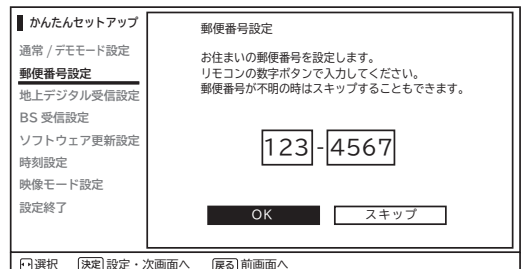 かんたんセットアップ
通常 / デモモード設定
郵便番号設定
地上デジタル受信設定
BS 受信設定
ソフトウェア更新設定
時刻設定
映像モード設定
設定終了
郵便番号設定
お住まいの郵便番号を設定します。
リモコンの数字ボタンで入力してください。
郵便番号が不明の時はスキップすることもできます。
123 - 4567
OK スキップ
選択 決定 設定・次画面へ 戻る 前画面へ